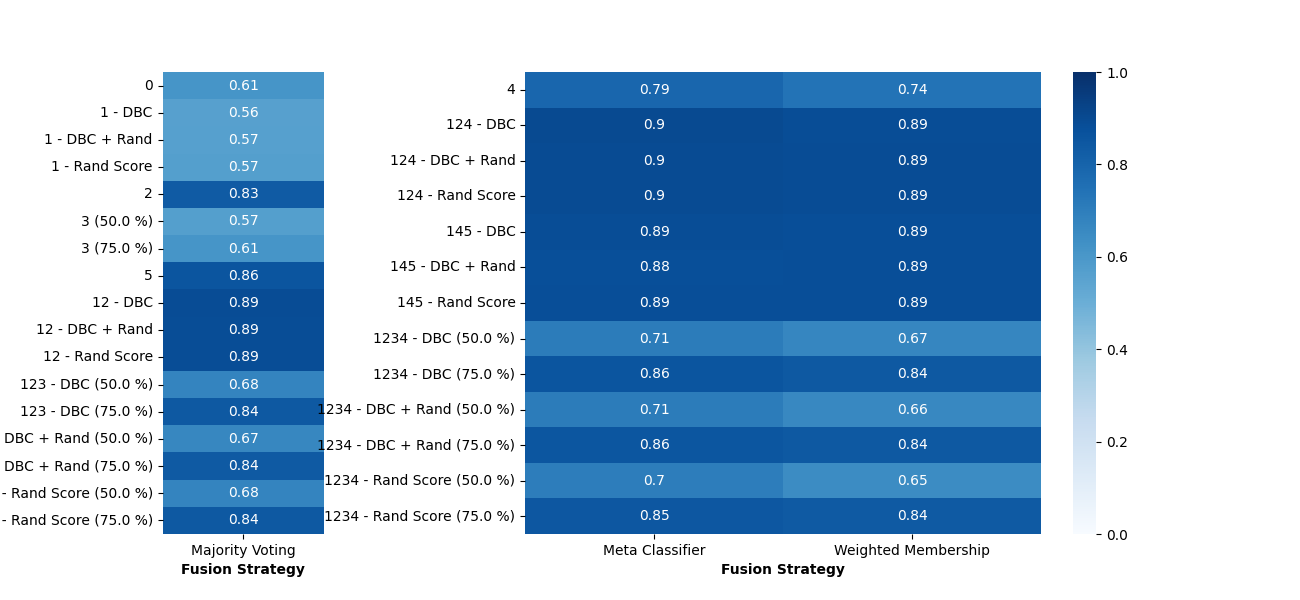 0 0.61
1 - DBC 0.56
1 - DBC + Rand 0.57
1 - Rand Score 0.57
2 0.83
3 (50.0 %) 0.57
3 (75.0 %) 0.61
5 0.86
12 - DBC 0.89
12 - DBC + Rand 0.89
12 - Rand Score 0.89
123 - DBC (50.0 %) 0.68
123 - DBC (75.0 %) 0.84
DBC + Rand (50.0 %) 0.67
DBC + Rand (75.0 %) 0.84
- Rand Score (50.0 %) 0.68
- Rand Score (75.0 %) 0.84
Majority Voting
Fusion Strategy
4 0.79 0.74
124 - DBC 0.9 0.89
124 - DBC + Rand 0.9 0.89
124 - Rand Score 0.9 0.89
145 - DBC 0.89 0.89
145 - DBC + Rand 0.88 0.89
145 - Rand Score 0.89 0.89
1234 - DBC (50.0 %) 0.71 0.67
1234 - DBC (75.0 %) 0.86 0.84
1234 - DBC + Rand (50.0 %) 0.71 0.66
1234 - DBC + Rand (75.0 %) 0.86 0.84
1234 - Rand Score (50.0 %) 0.7 0.65
1234 - Rand Score (75.0 %) 0.85 0.84
Meta Classifier Weighted Membership
Fusion Strategy
1.0
0.8
0.6
0.4
0.2
0.0